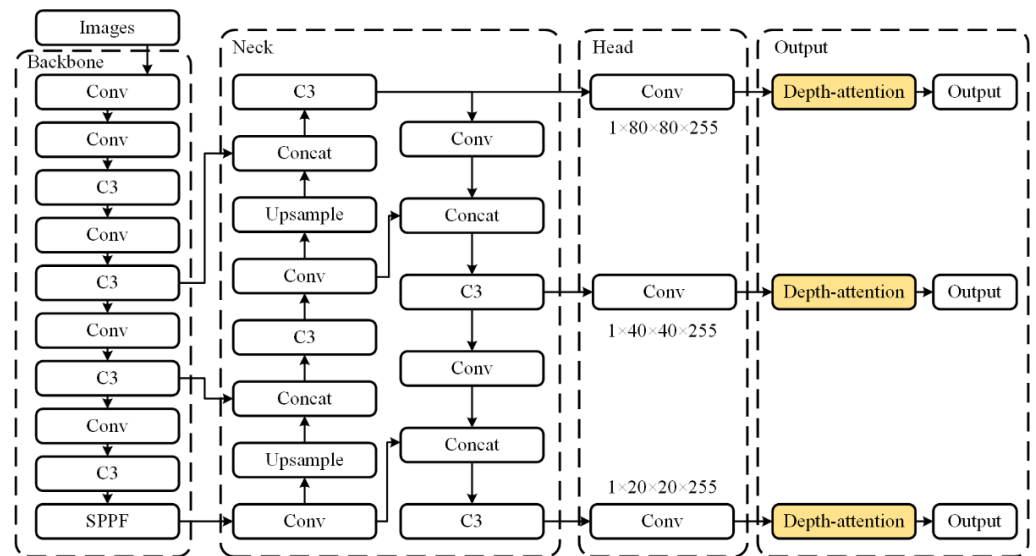 Images
Backbone
Conv
Conv
C3
Conv
C3
Conv
C3
Conv
C3
SPPF
Neck
C3
Concat
Upsample
Conv
C3
Concat
Upsample
Conv
Conv
Concat
C3
Conv
Concat
C3
Head
Conv
1×80×80×255
Conv
1×40×40×255
1×20×20×255
Conv
Output
Depth-attention
Output
Depth-attention
Output
Depth-attention
Output